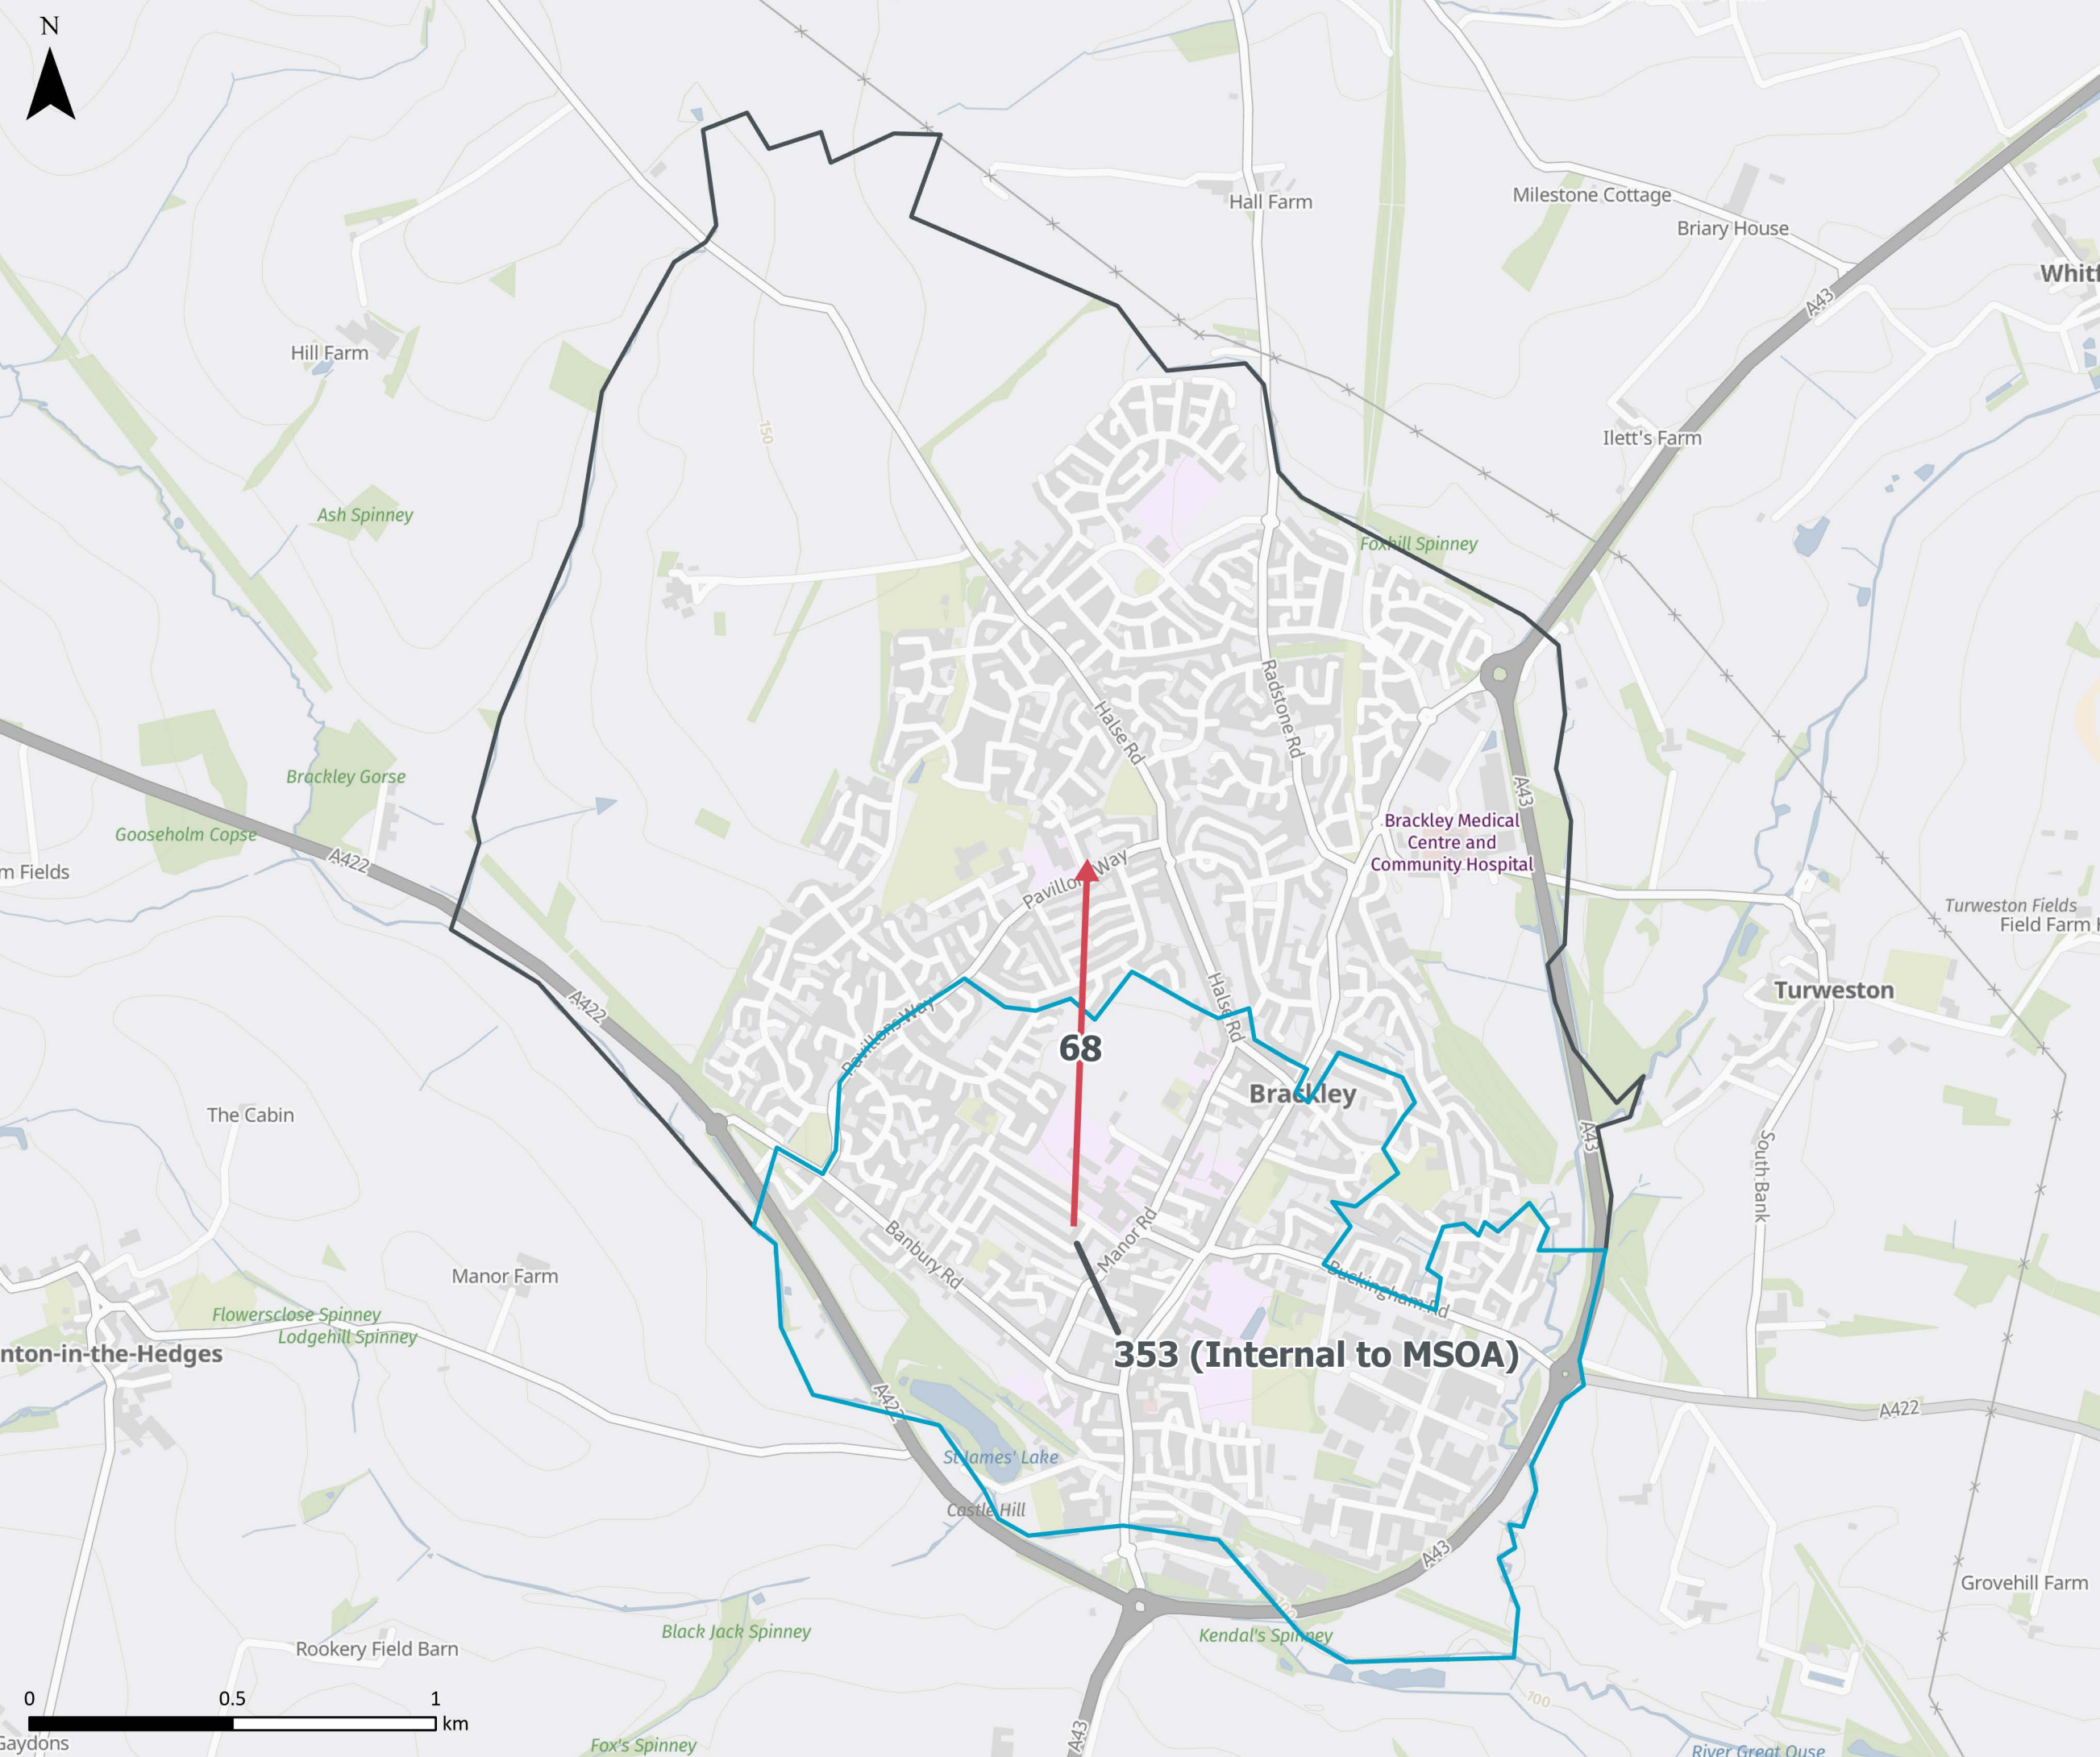 N
Hall Farm
Milestone Cottage
Briary House
Whitf
A43
Hill Farm
150
Ilett's Farm
Ash Spinney
Foxhill Spinney
Radstone Rd
Halse Rd
Brackley Gorse
A43
Gooseholm Copse
Brackley Medical
Centre and
Community Hospital
A422
m Fields
Pavillons Way
Turweston Fields
Field Farm H
Turweston
A422
Halse Rd
Pavillons Way
68
Brackley
The Cabin
A43
South Bank
Manor Rd
Banbury Rd
Manor Farm
Buckingham Rd
Flowersclose Spinney
Lodgehill Spinney
nton-in-the-Hedges
353 (Internal to MSOA)
A422
A422
St James' Lake
Castle Hill
A43
Grovehill Farm
100
Kendal's Spinney
Black Jack Spinney
Rookery Field Barn
0 0.5 1
km
100
A43
Gaydons
Fox's Spinney
River Great Ouse